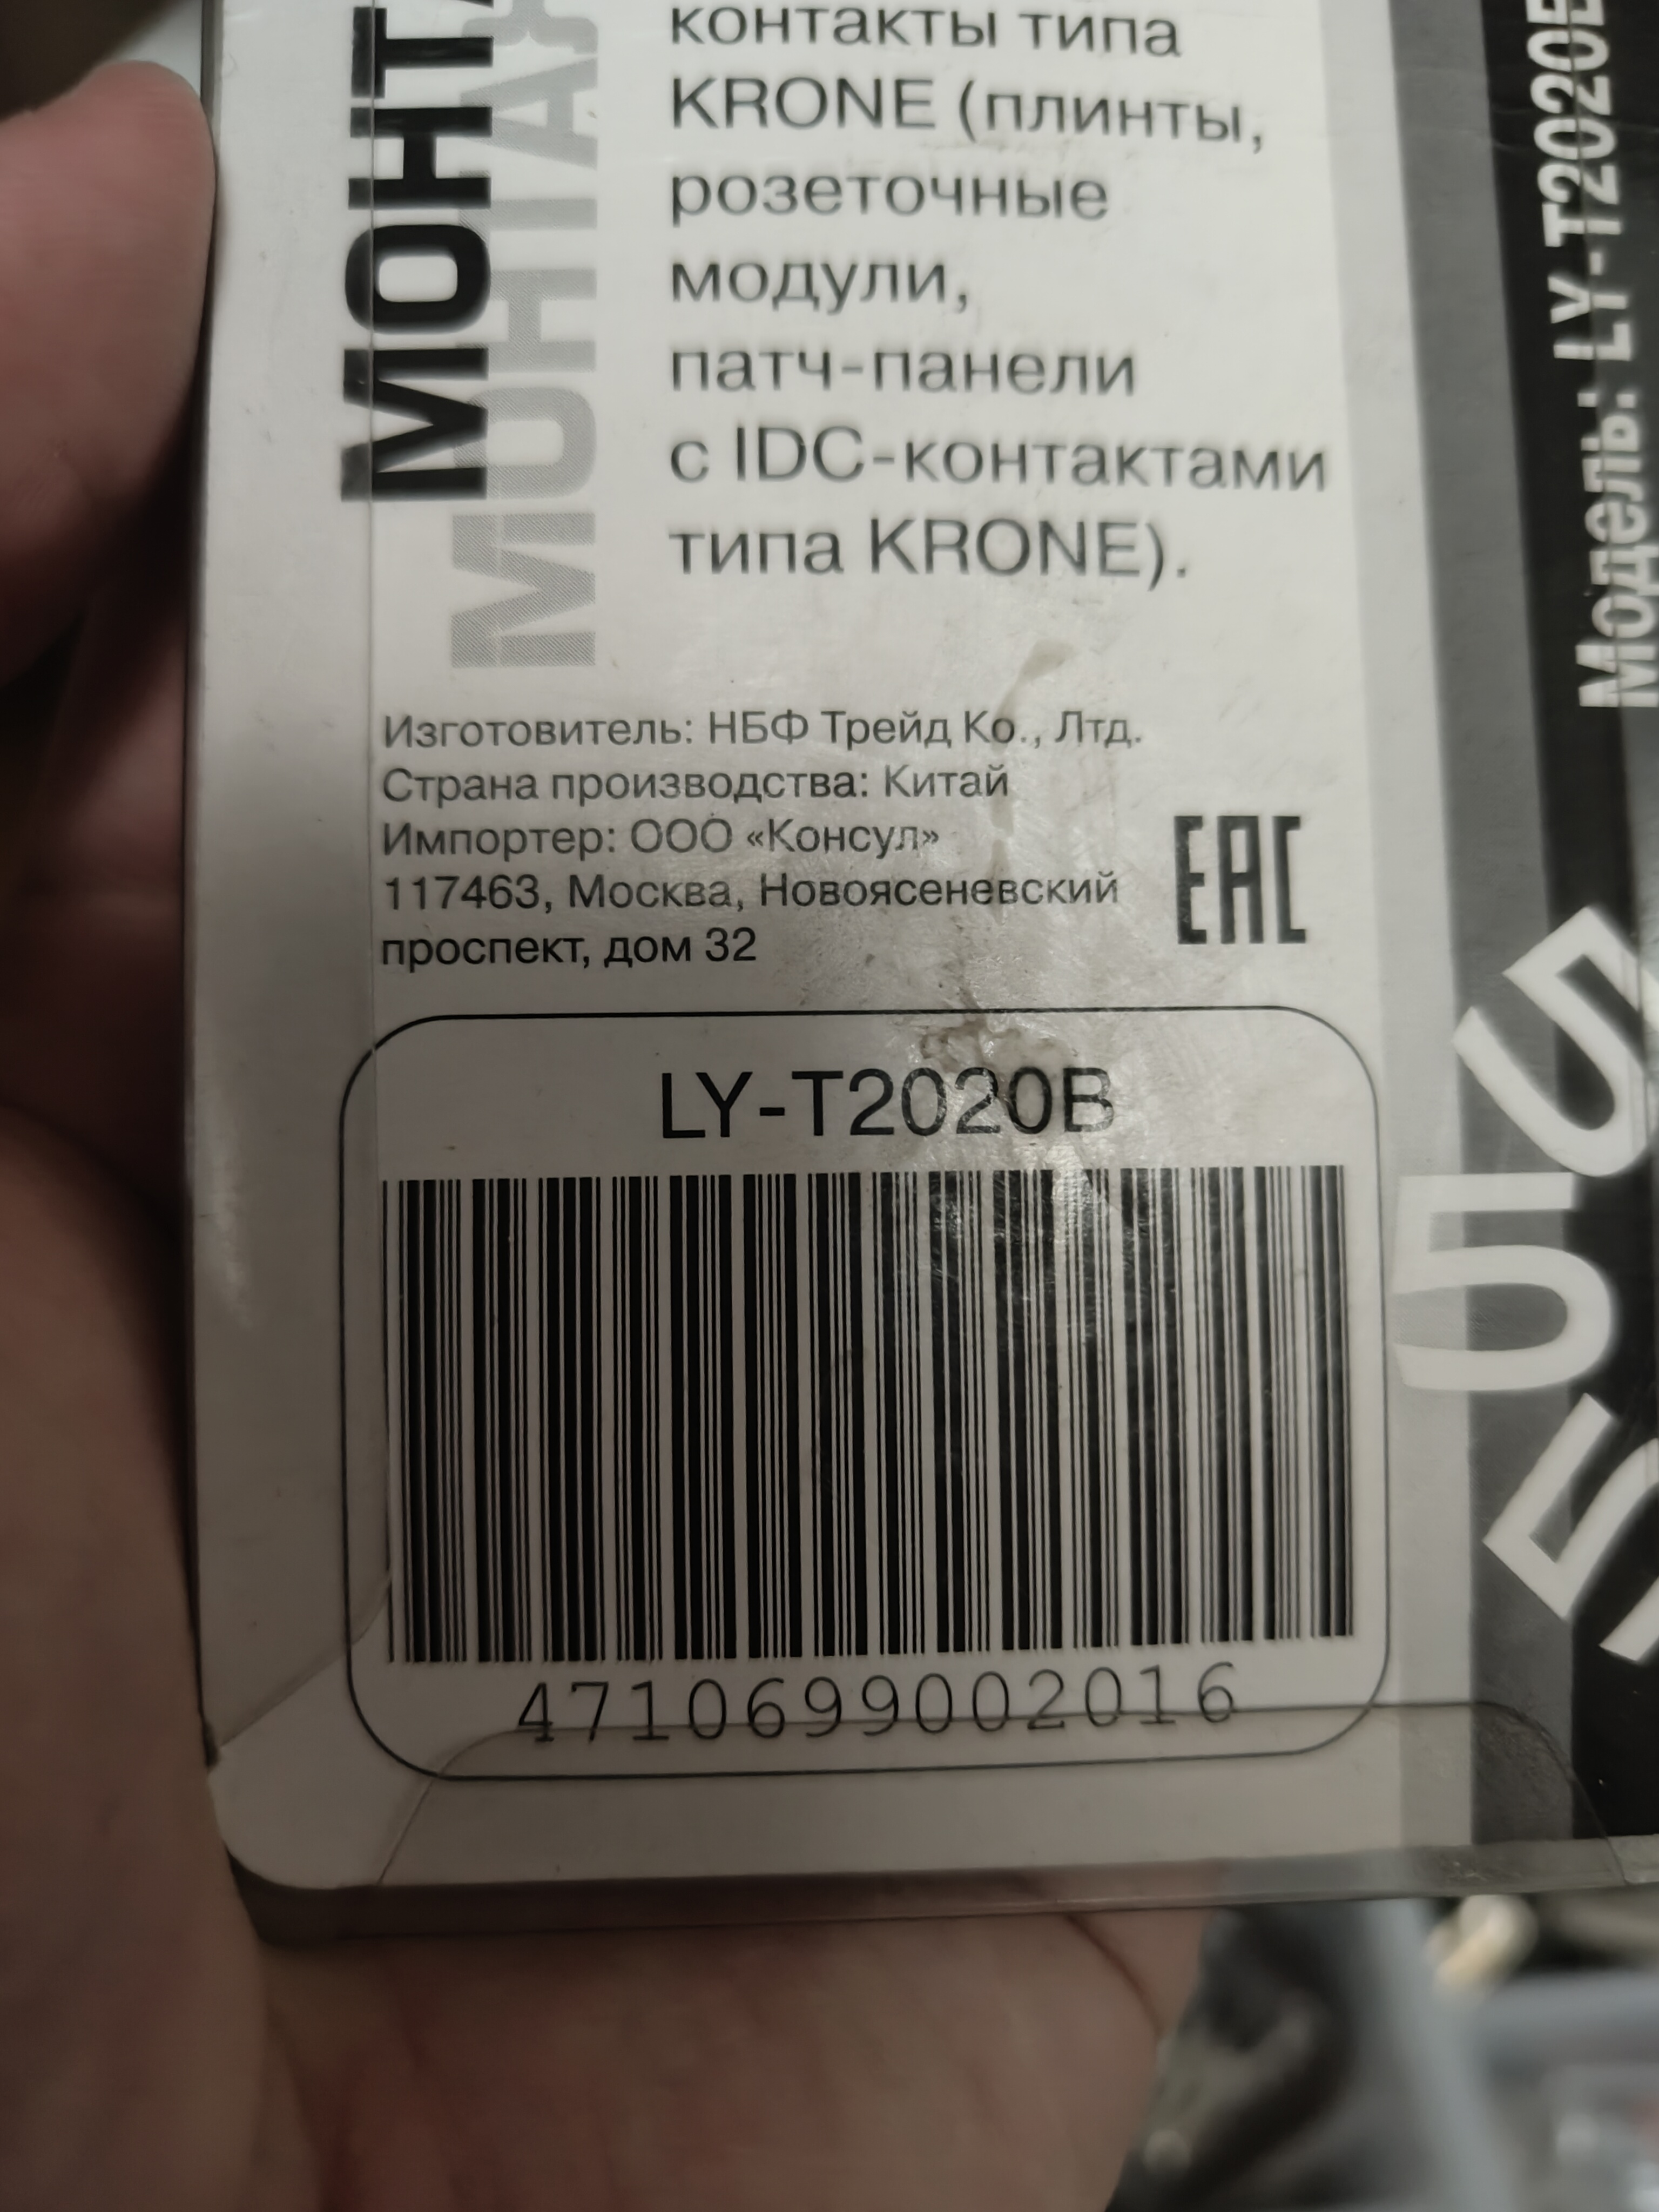 контакты типа
KRONE (плинты,
розеточные
модули,
патч-панели
с IDC-контактами
типа KRONE).
Изготовитель: НБФ Трейд Ко., Лтд.
Страна производства: Китай
Импортер: ООО «Консул»
117463, Москва, Новоясеневский
проспект, дом 32
EAC
LY-T2020B
4710699002016
Модель: LY-T2020B